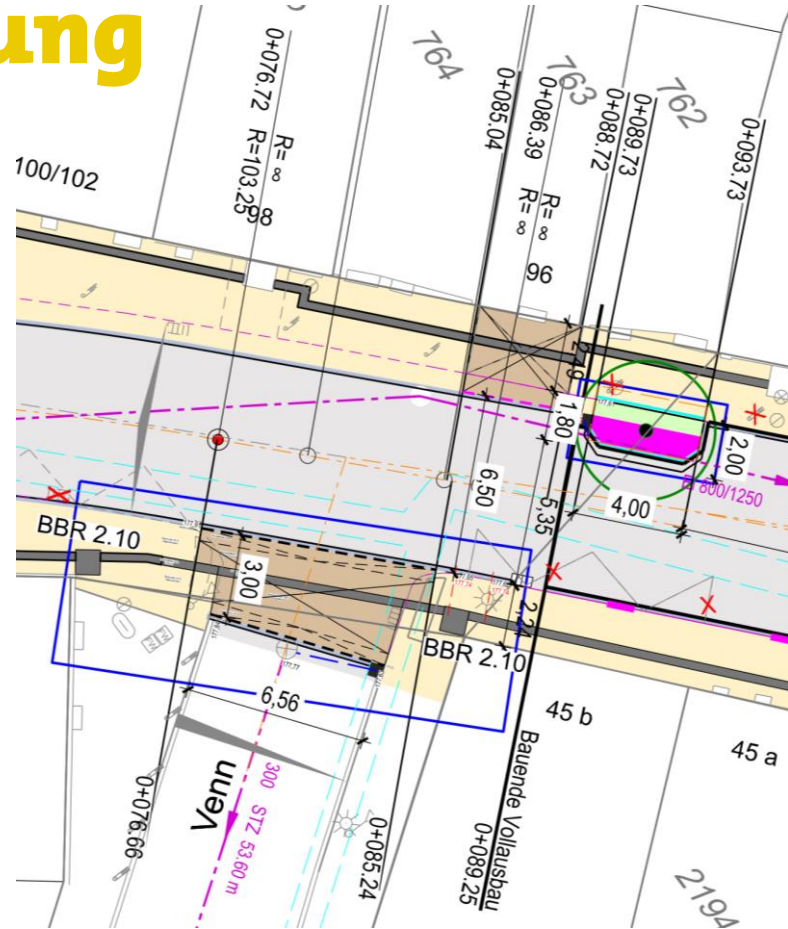 ung
764
763
762
0+076.72
R= ∞
R=103.25
98
0+085.04
0+086.39
R= ∞
R= ∞
96
0+088.72
0+089.73
0+093.73
100/102
2,49
1,80
6,50
5,35
2,00
4,00
800/1250
BBR 2.10
3,00
BBR 2.10
2,24
6,56
45 b
45 a
Venn
300 STZ 53.60 m
0+076.66
0+085.24
Bauende Vollausbau
0+089.25
2194
177.77